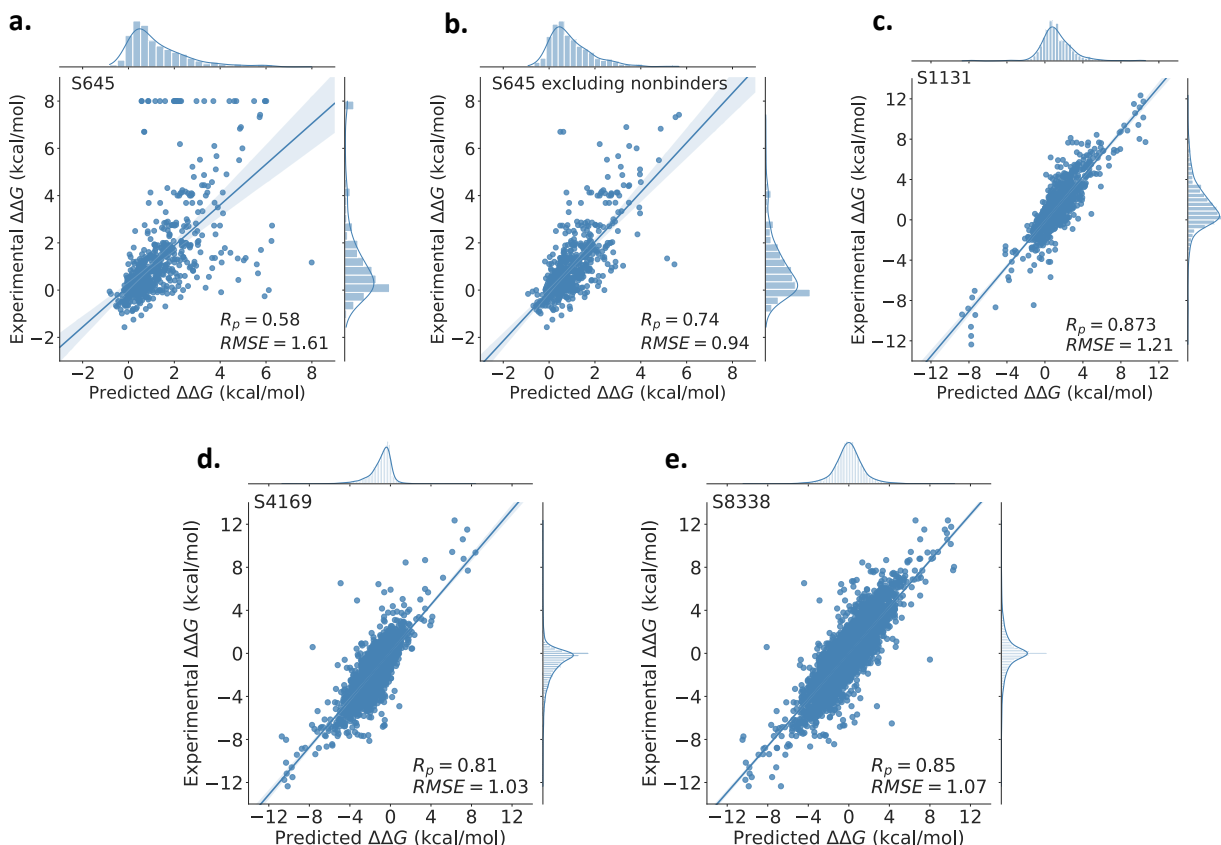 a.
S645
8
6
4
2
0
−2
Experimental ΔΔG (kcal/mol)
R_p = 0.58
RMSE = 1.61
−2 0 2 4 6 8
Predicted ΔΔG (kcal/mol)
b.
S645 excluding nonbinders
8
6
4
2
0
−2
Experimental ΔΔG (kcal/mol)
R_p = 0.74
RMSE = 0.94
−2 0 2 4 6 8
Predicted ΔΔG (kcal/mol)
c.
S1131
12
8
4
0
−4
−8
−12
Experimental ΔΔG (kcal/mol)
R_p = 0.873
RMSE = 1.21
−12 −8 −4 0 4 8 12
Predicted ΔΔG (kcal/mol)
d.
S4169
12
8
4
0
−4
−8
−12
Experimental ΔΔG (kcal/mol)
R_p = 0.81
RMSE = 1.03
−12 −8 −4 0 4 8 12
Predicted ΔΔG (kcal/mol)
e.
S8338
12
8
4
0
−4
−8
−12
Experimental ΔΔG (kcal/mol)
R_p = 0.85
RMSE = 1.07
−12 −8 −4 0 4 8 12
Predicted ΔΔG (kcal/mol)